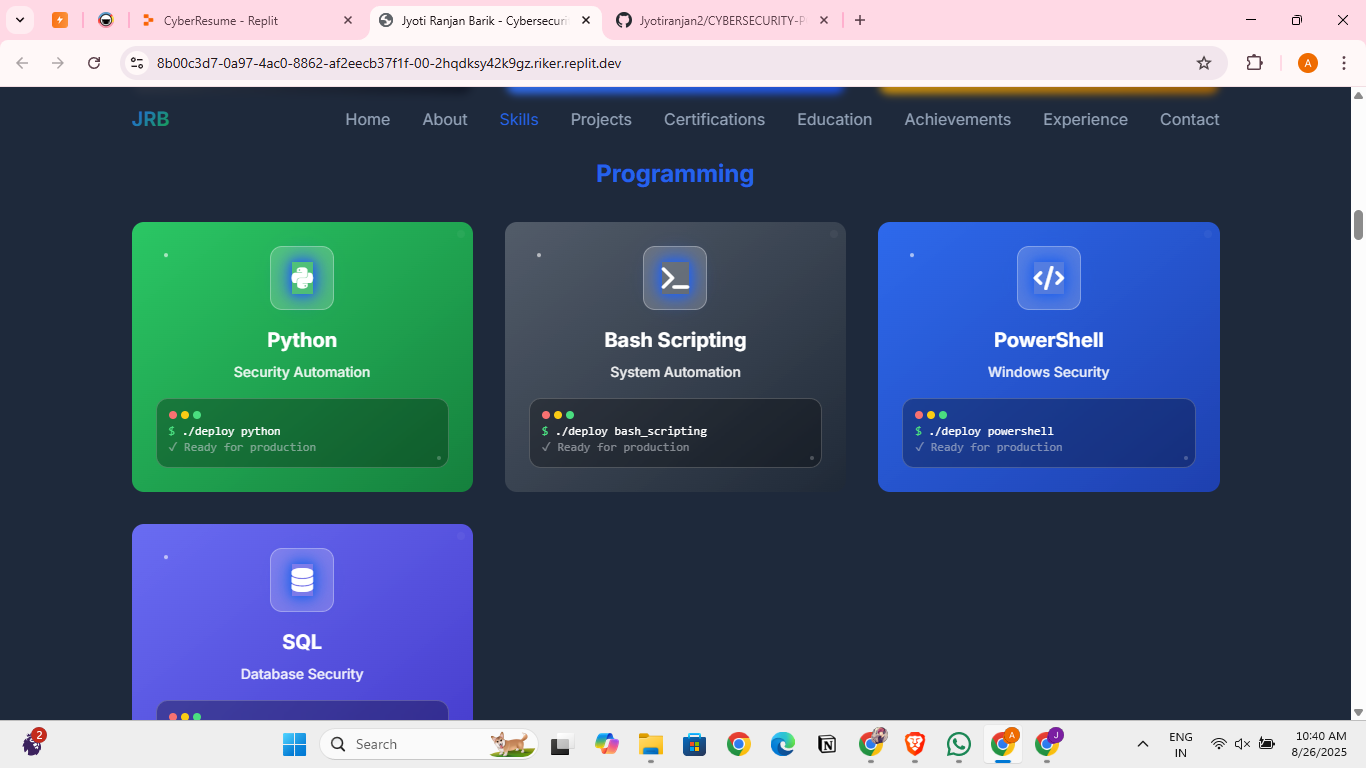 CyberResume - Replit
Jyoti Ranjan Barik - Cybersecuri
Jyotiranjan2/CYBERSECURITY-P
8b00c3d7-0a97-4ac0-8862-af2eecb37f1f-00-2hqdksy42k9gz.riker.replit.dev
A
JRB
Home About Skills Projects Certifications Education Achievements Experience Contact
Programming
Python
Security Automation
$ ./deploy python
✓ Ready for production
Bash Scripting
System Automation
$ ./deploy bash_scripting
✓ Ready for production
PowerShell
Windows Security
$ ./deploy powershell
✓ Ready for production
SQL
Database Security
2
Search
A
J
ENG
IN
10:40 AM
8/26/2025